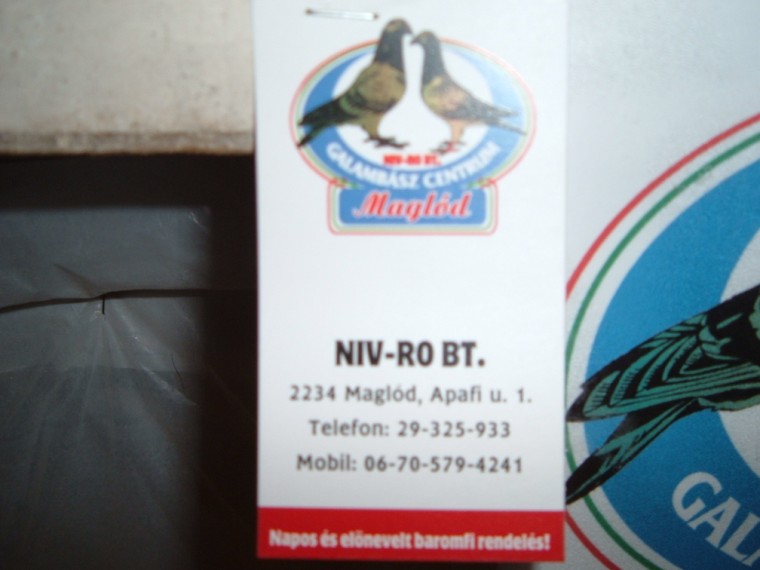 NIV-RO BT.
GALAMBÁSZ CENTRUM
Maglód
NIV-RO BT.
2234 Maglód, Apafi u. 1.
Telefon: 29-325-933
Mobil: 06-70-579-4241
Napos és előnevelt baromfi rendelés!
GAL